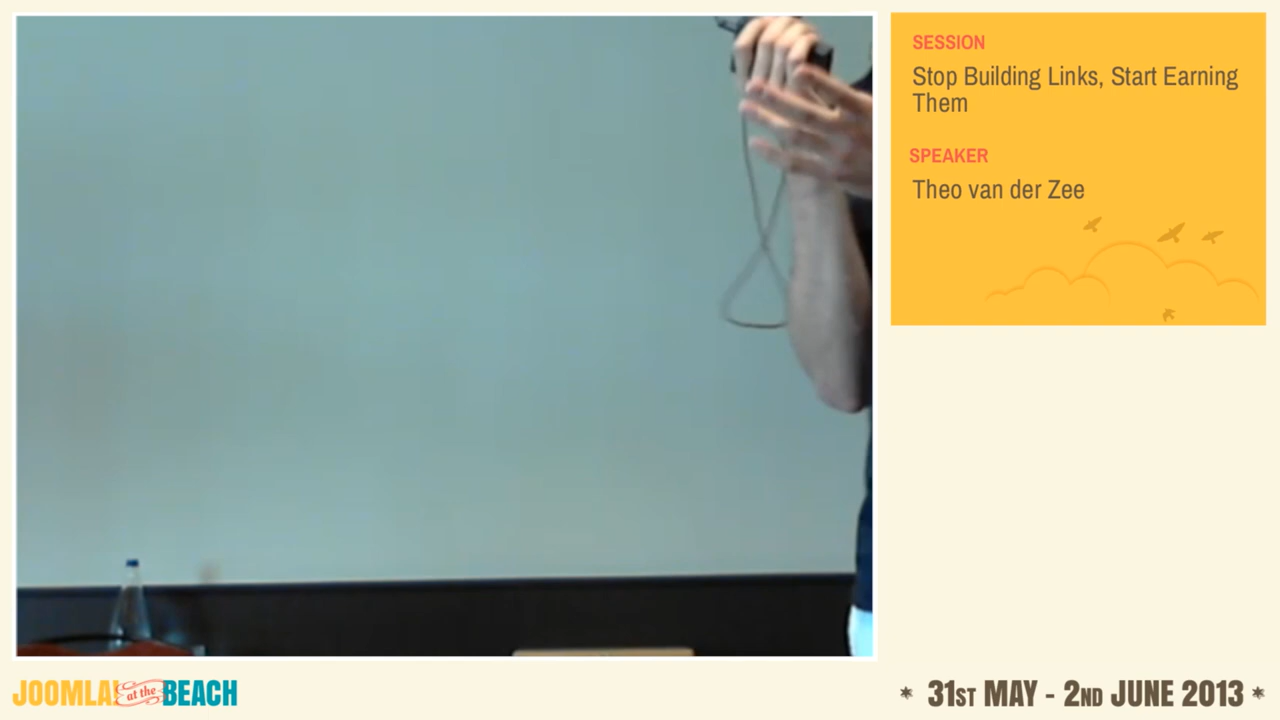 SESSION
Stop Building Links, Start Earning
Them
SPEAKER
Theo van der Zee
JOOMLA! at the BEACH
* 31ST MAY - 2ND JUNE 2013 *